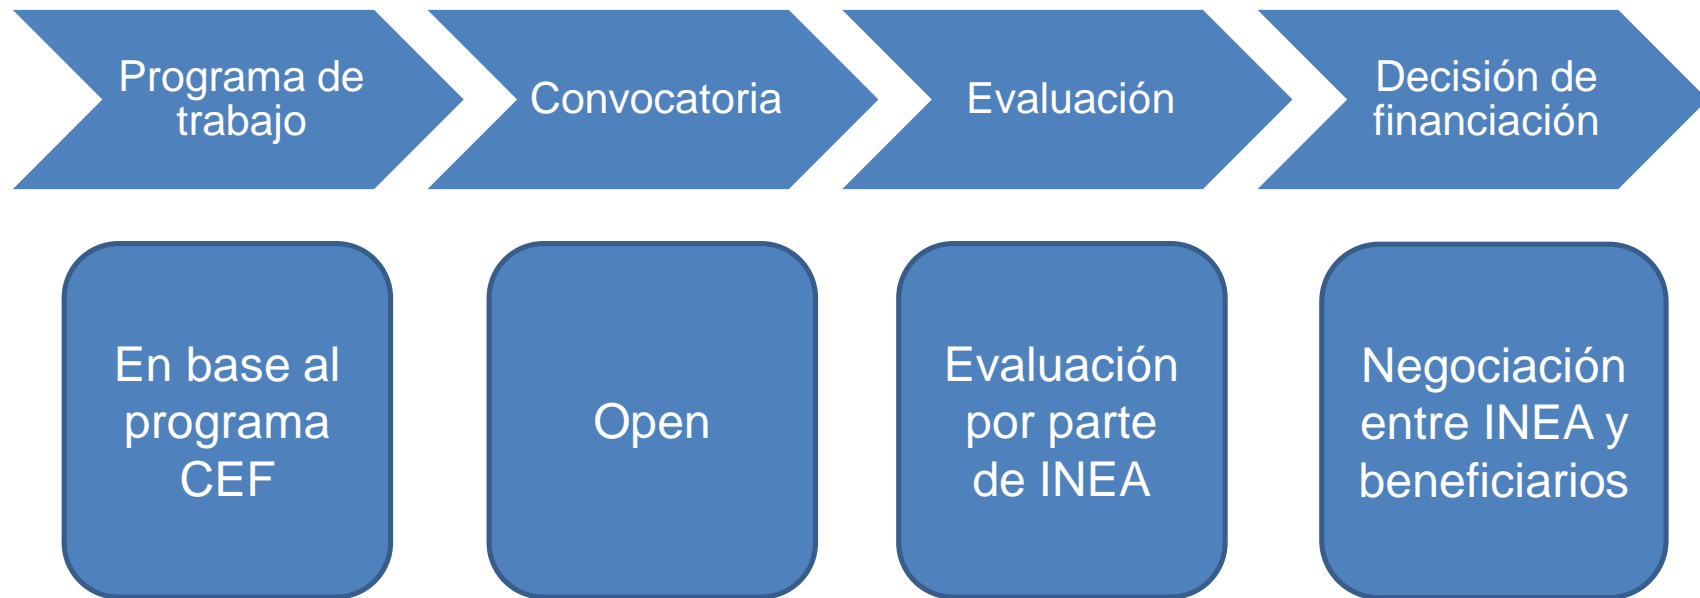 Programa de
trabajo
Convocatoria
Evaluación
Decisión de
financiación
En base al
programa
CEF
Open
Evaluación
por parte
de INEA
Negociación
entre INEA y
beneficiarios